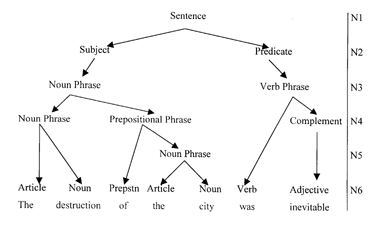 Sentence N1
Subject Predicate N2
Noun Phrase Verb Phrase N3
Noun Phrase Prepositional Phrase Complement N4
Noun Phrase N5
Article Noun Prepstn Article Noun Verb Adjective N6
The destruction of the city was inevitable